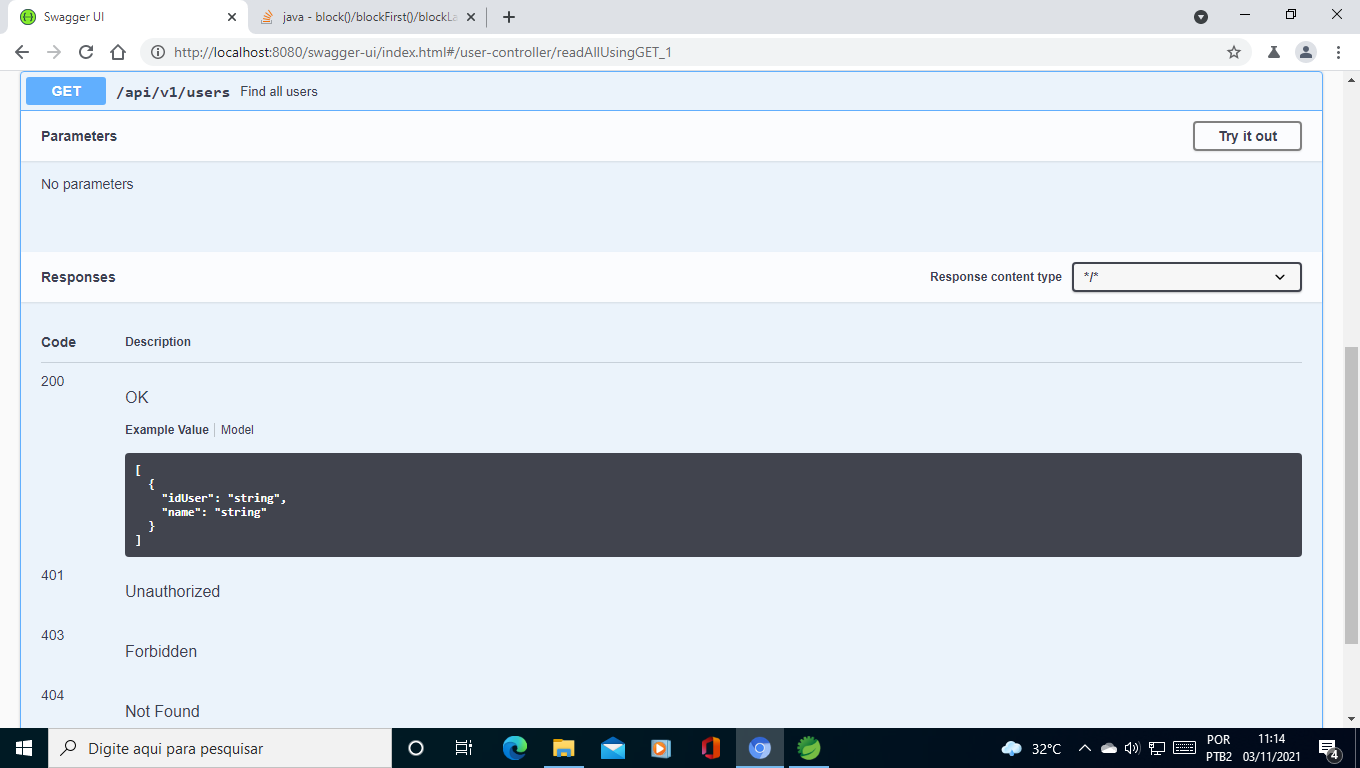 Swagger UI
java - block()/blockFirst()/blockLa
http://localhost:8080/swagger-ui/index.html#/user-controller/readAllUsingGET_1
GET /api/v1/users Find all users
Parameters Try it out
No parameters
Responses Response content type */*
Code Description
200
OK
Example Value Model
[
  {
    "idUser": "string",
    "name": "string"
  }
]
401
Unauthorized
403
Forbidden
404
Not Found
Digite aqui para pesquisar
32°C
POR
PTB2
11:14
03/11/2021
4